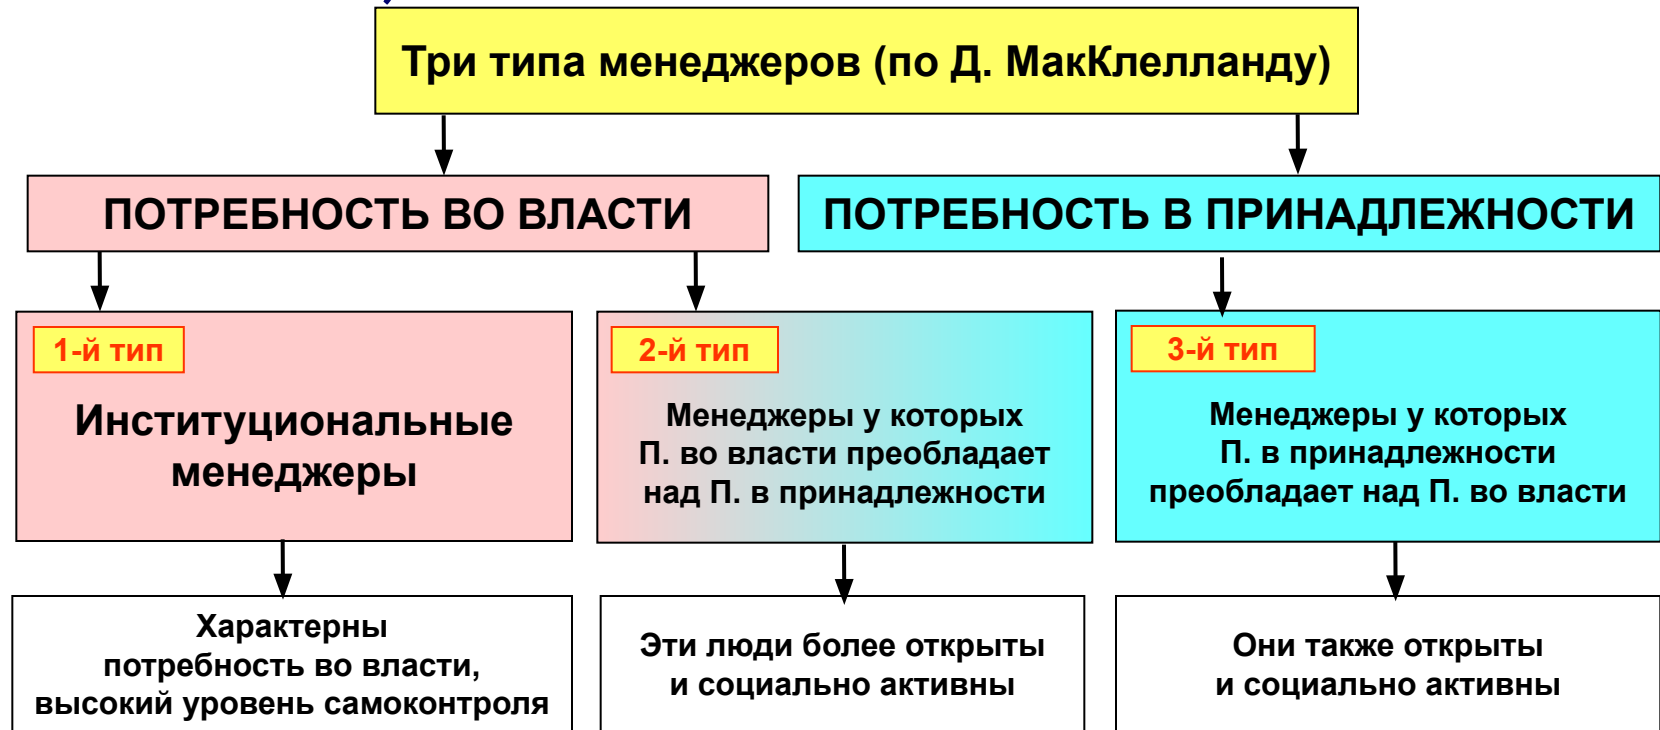 Три типа менеджеров (по Д. МакКлелланду)
ПОТРЕБНОСТЬ ВО ВЛАСТИ
ПОТРЕБНОСТЬ В ПРИНАДЛЕЖНОСТИ
1-й тип
Институциональные
менеджеры
2-й тип
Менеджеры у которых
П. во власти преобладает
над П. в принадлежности
3-й тип
Менеджеры у которых
П. в принадлежности
преобладает над П. во власти
Характерны
потребность во власти,
высокий уровень самоконтроля
Эти люди более открыты
и социально активны
Они также открыты
и социально активны